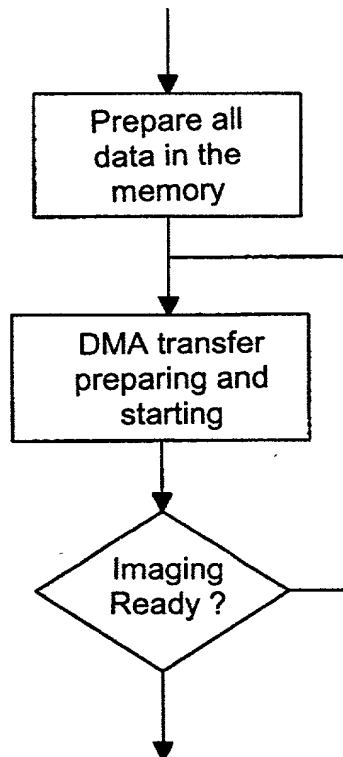 Prepare all
data in the
memory
DMA transfer
preparing and
starting
Imaging
Ready ?